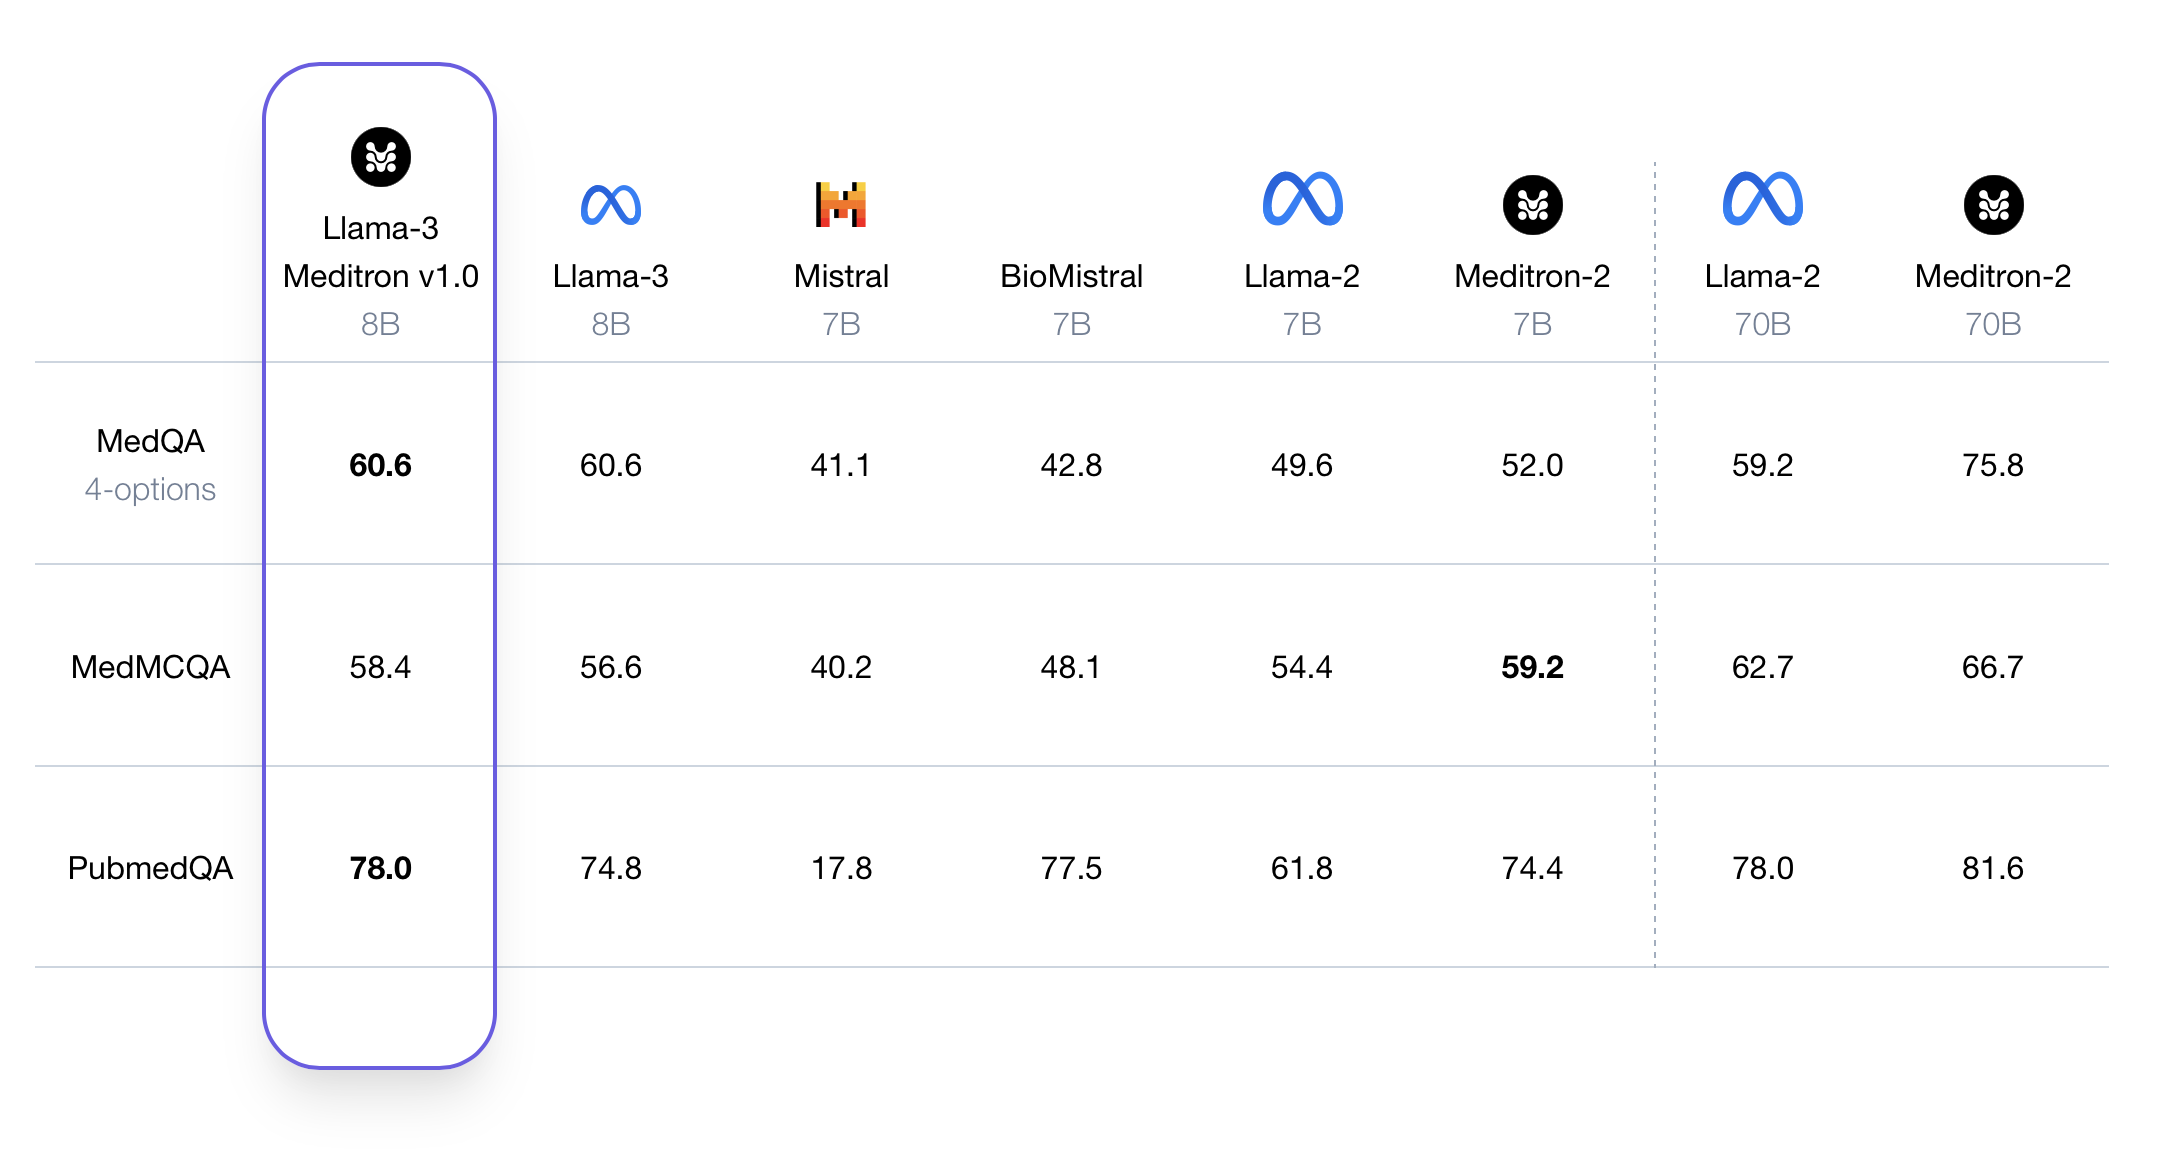 Llama-3
Meditron v1.0
8B
Llama-3
8B
Mistral
7B
BioMistral
7B
Llama-2
7B
Meditron-2
7B
Llama-2
70B
Meditron-2
70B
MedQA
4-options
60.6 60.6 41.1 42.8 49.6 52.0 59.2 75.8
MedMCQA 58.4 56.6 40.2 48.1 54.4 59.2 62.7 66.7
PubmedQA 78.0 74.8 17.8 77.5 61.8 74.4 78.0 81.6